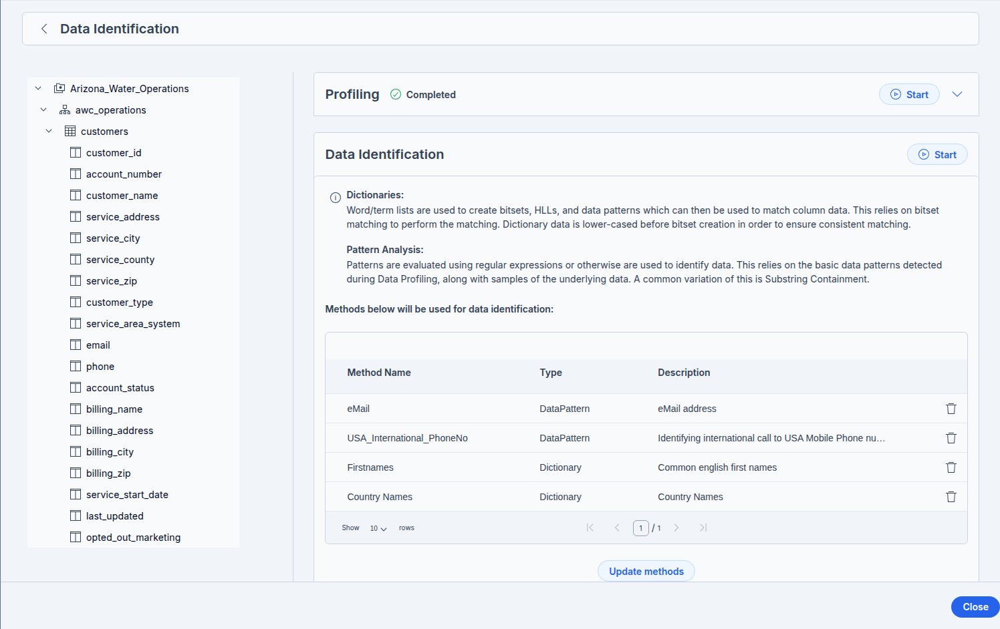 Data Identification
Arizona_Water_Operations
awc_operations
customers
customer_id
account_number
customer_name
service_address
service_city
service_county
service_zip
customer_type
service_area_system
email
phone
account_status
billing_name
billing_address
billing_city
billing_zip
service_start_date
last_updated
opted_out_marketing
Profiling Completed Start
Data Identification Start
Dictionaries:
Word/term lists are used to create bitsets, HLLs, and data patterns which can then be used to match column data. This relies on bitset
matching to perform the matching. Dictionary data is lower-cased before bitset creation in order to ensure consistent matching.
Pattern Analysis:
Patterns are evaluated using regular expressions or otherwise are used to identify data. This relies on the basic data patterns detected
during Data Profiling, along with samples of the underlying data. A common variation of this is Substring Containment.
Methods below will be used for data identification:
Method Name Type Description
eMail DataPattern eMail address
USA_International_PhoneNo DataPattern Identifying international call to USA Mobile Phone nu...
Firstnames Dictionary Common english first names
Country Names Dictionary Country Names
Show 10 rows 1 / 1
Update methods
Close